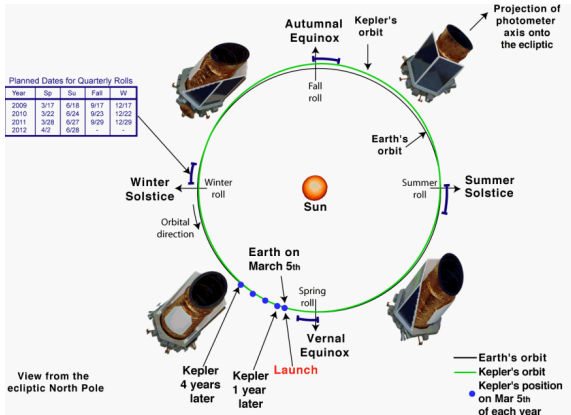 Projection of
photometer
axis onto
the ecliptic
Autumnal
Equinox
Kepler's
orbit
Fall
roll
Planned Dates for Quarterly Rolls
Year Sp Su Fall W
2009 3/17 6/18 9/17 12/17
2010 3/22 6/24 9/23 12/22
2011 3/28 6/27 9/29 12/29
2012 4/2 6/28 - -
Earth's
orbit
Winter
Solstice
Winter
roll
Sun
Summer
roll
Summer
Solstice
Orbital
direction
Earth on
March 5th
Spring
roll
Vernal
Equinox
Launch
Kepler
4 years
later
Kepler
1 year
later
View from the
ecliptic North Pole
Earth's orbit
Kepler's orbit
Kepler's position
on Mar 5th
of each year